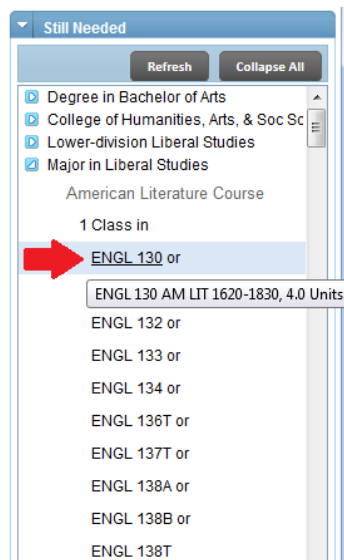 Still Needed
Refresh Collapse All
Degree in Bachelor of Arts
College of Humanities, Arts, & Soc Sc
Lower-division Liberal Studies
Major in Liberal Studies
American Literature Course
1 Class in
ENGL 130 or
ENGL 130 AM LIT 1620-1830, 4.0 Units
ENGL 132 or
ENGL 133 or
ENGL 134 or
ENGL 136T or
ENGL 137T or
ENGL 138A or
ENGL 138B or
ENGL 138T